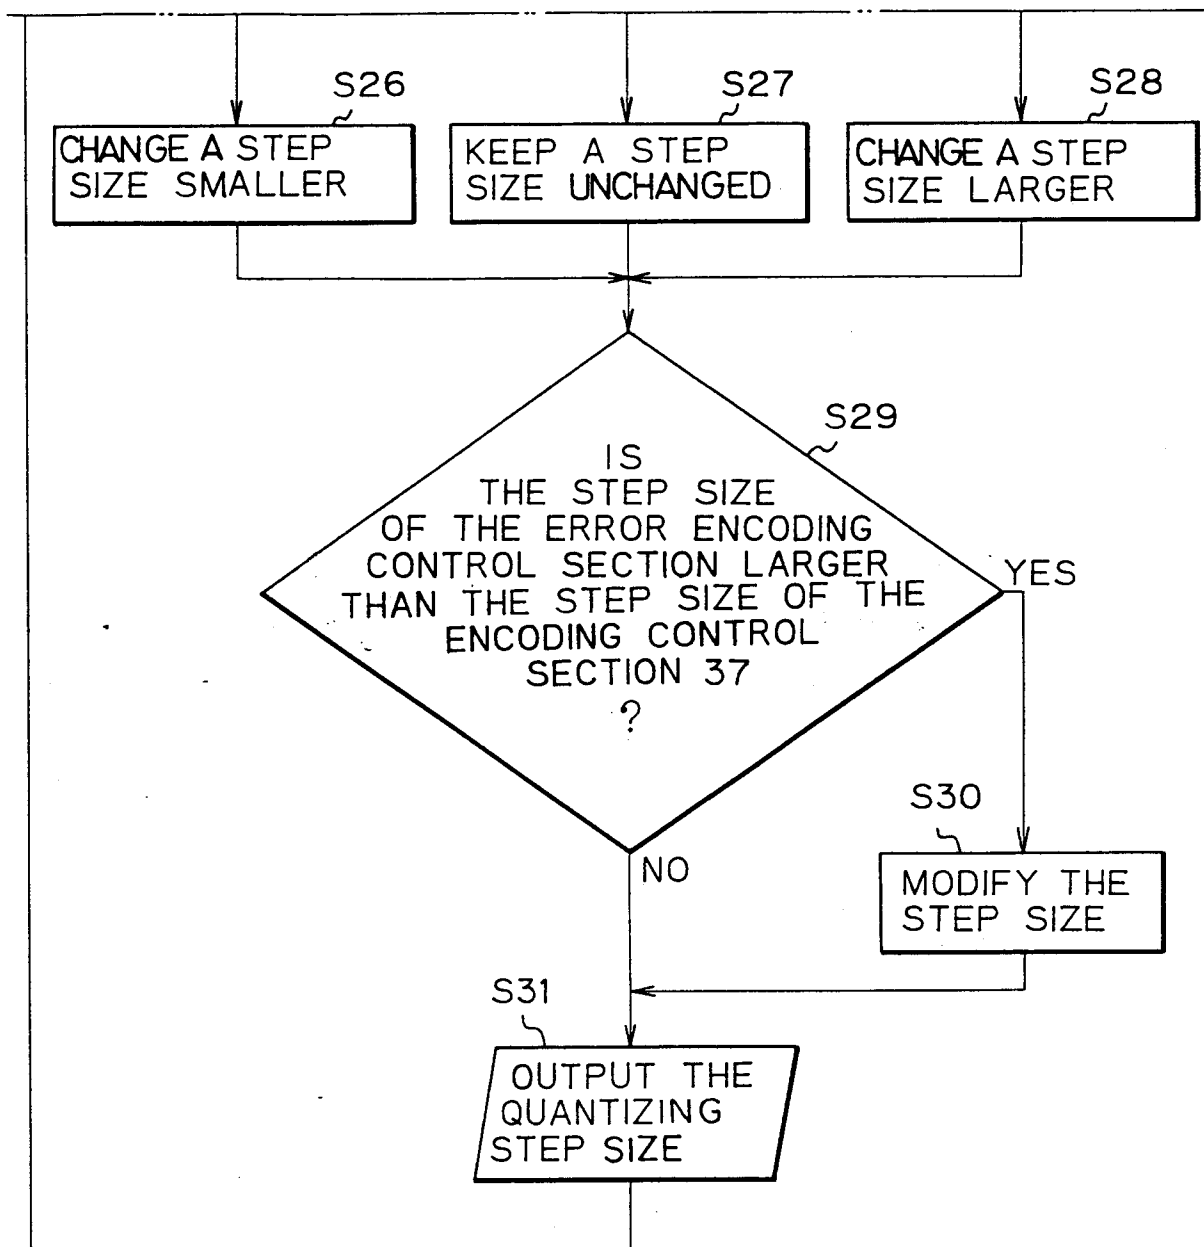 S26
CHANGE A STEP
SIZE SMALLER
S27
KEEP A STEP
SIZE UNCHANGED
S28
CHANGE A STEP
SIZE LARGER
S29
IS
THE STEP SIZE
OF THE ERROR ENCODING
CONTROL SECTION LARGER
THAN THE STEP SIZE OF THE
ENCODING CONTROL
SECTION 37
?
YES
NO
S30
MODIFY THE
STEP SIZE
S31
OUTPUT THE
QUANTIZING
STEP SIZE